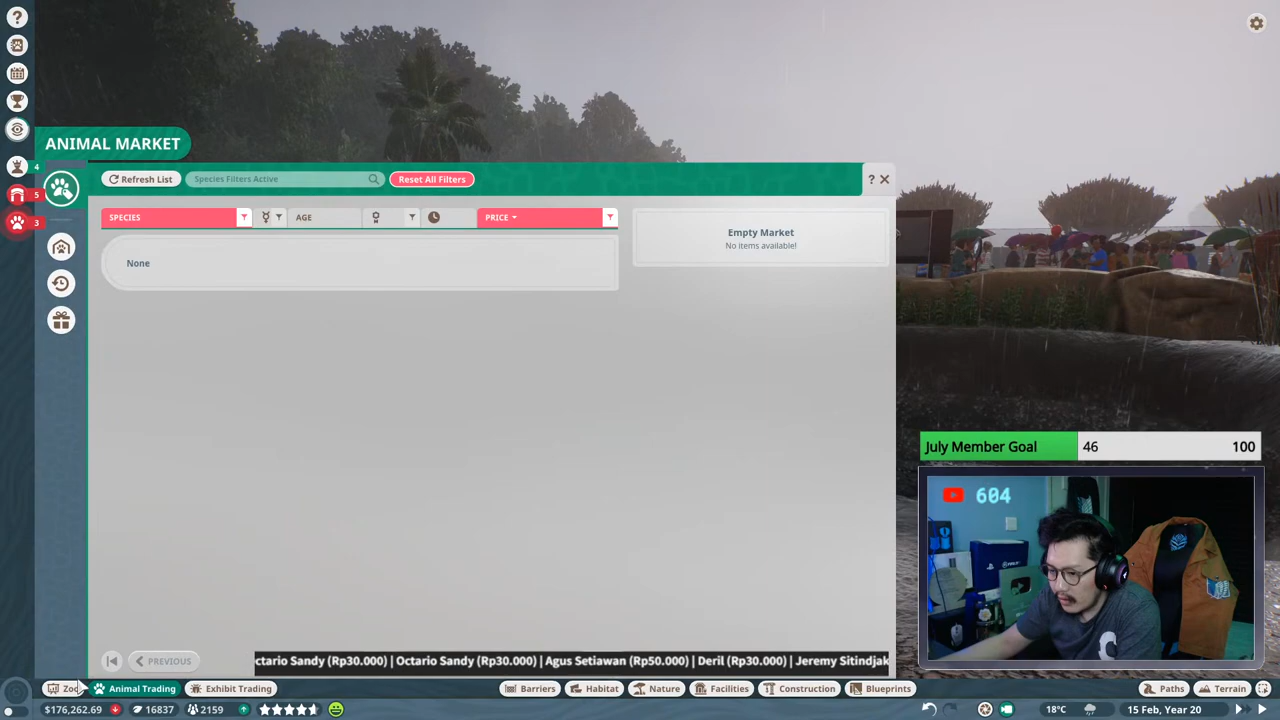 ANIMAL MARKET
Refresh List
Species Filters Active
Reset All Filters
?
SPECIES
AGE
PRICE
Empty Market
No items available!
None
4
5
3
July Member Goal 46 100
604
PREVIOUS
ctario Sandy (Rp30.000) | Octario Sandy (Rp30.000) | Agus Setiawan (Rp50.000) | Deril (Rp30.000) | Jeremy Sitindjak
Zoo
Animal Trading
Exhibit Trading
Barriers
Habitat
Nature
Facilities
Construction
Blueprints
Paths
Terrain
$176,262.69
16837
2159
18°C
15 Feb, Year 20